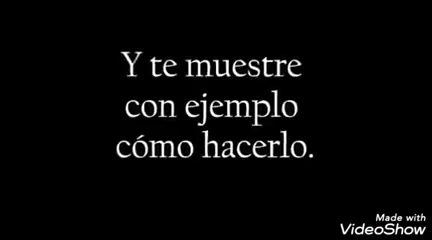 Y te muestre
con ejemplo
cómo hacerlo.
Made with
VideoShow